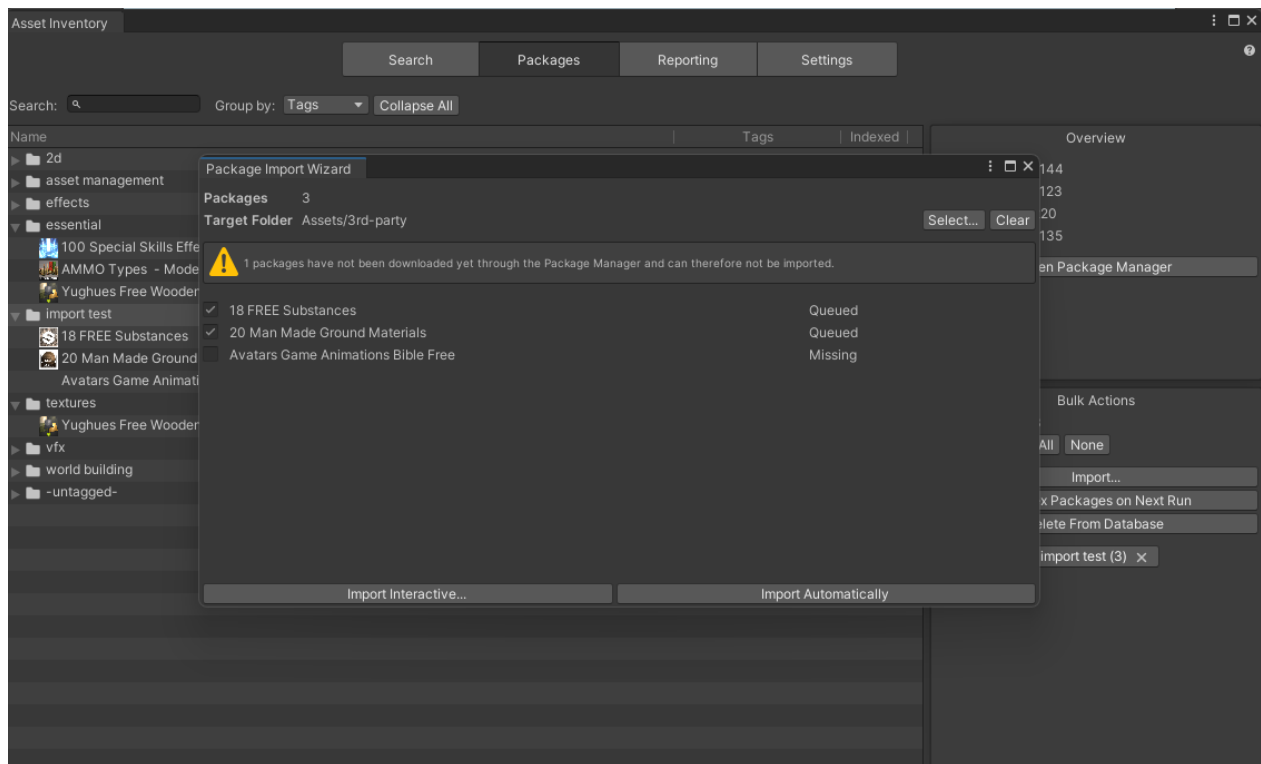 Asset Inventory
Search Packages Reporting Settings
Search: Group by: Tags Collapse All
Name Tags Indexed
2d
asset management
effects
essential
100 Special Skills Effe
AMMO Types - Mode
Yughues Free Wooden
import test
18 FREE Substances
20 Man Made Ground
Avatars Game Animati
textures
Yughues Free Wooden
vfx
world building
-untagged-
Package Import Wizard
Packages 3
Target Folder Assets/3rd-party Select... Clear
1 packages have not been downloaded yet through the Package Manager and can therefore not be imported.
18 FREE Substances Queued
20 Man Made Ground Materials Queued
Avatars Game Animations Bible Free Missing
Import Interactive... Import Automatically
Overview
144
123
20
135
en Package Manager
Bulk Actions
All None
Import...
x Packages on Next Run
elete From Database
import test (3)